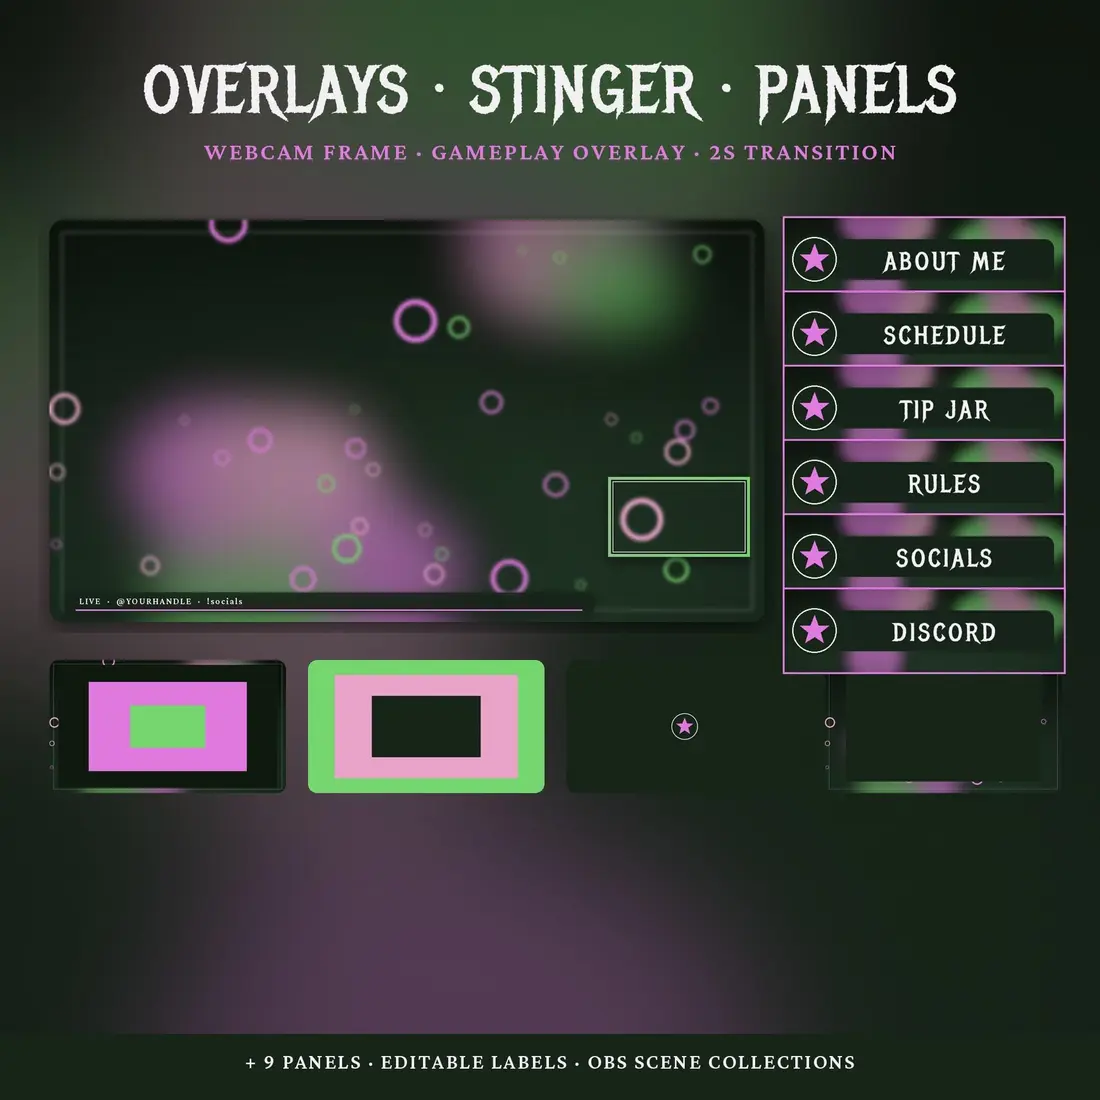 OVERLAYS · STINGER · PANELS
WEBCAM FRAME · GAMEPLAY OVERLAY · 2S TRANSITION
ABOUT ME
SCHEDULE
TIP JAR
RULES
SOCIALS
DISCORD
LIVE · @YOURHANDLE · !socials
+ 9 PANELS · EDITABLE LABELS · OBS SCENE COLLECTIONS